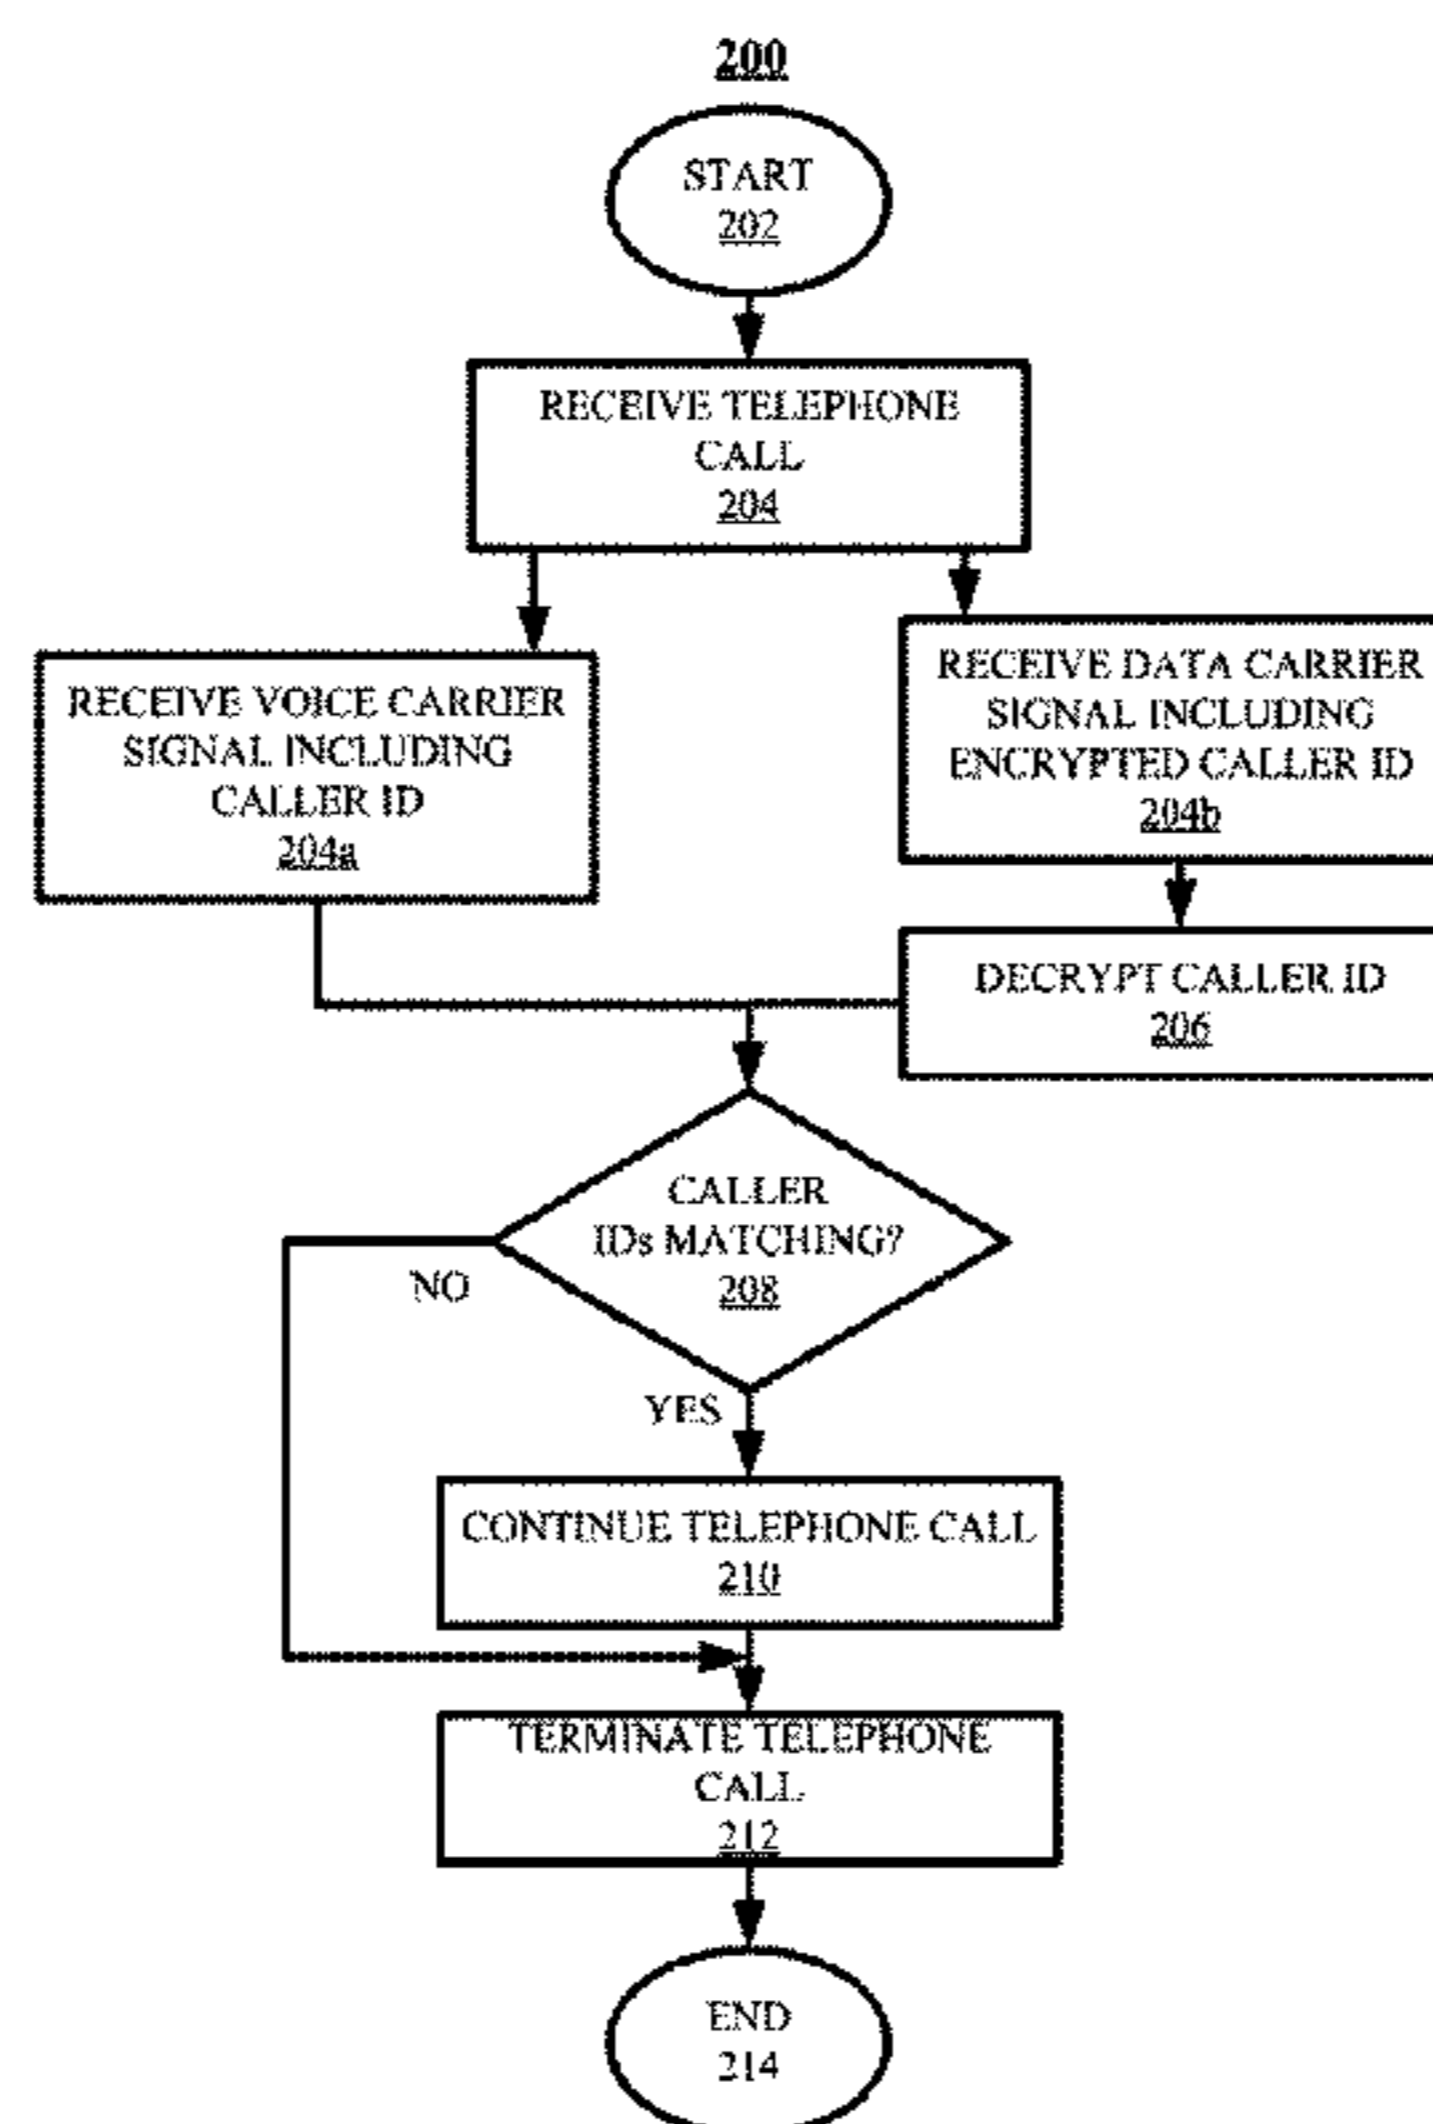 200
START
202
RECEIVE TELEPHONE
CALL
204
RECEIVE VOICE CARRIER
SIGNAL INCLUDING
CALLER ID
204a
RECEIVE DATA CARRIER
SIGNAL INCLUDING
ENCRYPTED CALLER ID
204b
DECRYPT CALLER ID
206
CALLER
IDs MATCHING?
208
NO
YES
CONTINUE TELEPHONE CALL
210
TERMINATE TELEPHONE
CALL
212
END
214